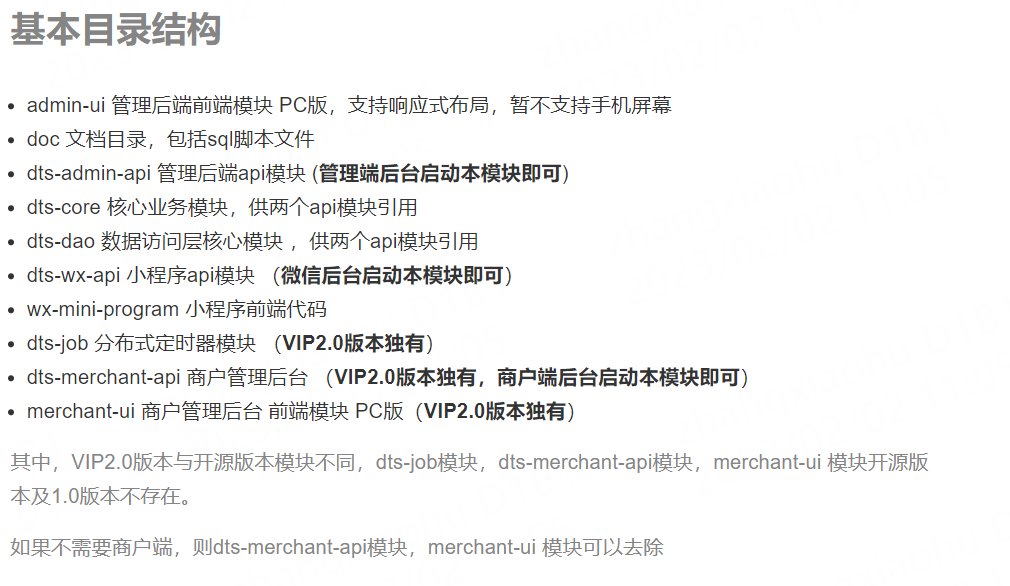 基本目录结构
admin-ui 管理后端前端模块 PC版，支持响应式布局，暂不支持手机屏幕
doc 文档目录，包括sql脚本文件
dts-admin-api 管理后端api模块 (管理端后台启动本模块即可)
dts-core 核心业务模块，供两个api模块引用
dts-dao 数据访问层核心模块 ，供两个api模块引用
dts-wx-api 小程序api模块 （微信后台启动本模块即可）
wx-mini-program 小程序前端代码
dts-job 分布式定时器模块 （VIP2.0版本独有）
dts-merchant-api 商户管理后台 （VIP2.0版本独有，商户端后台启动本模块即可）
merchant-ui 商户管理后台 前端模块 PC版（VIP2.0版本独有）
其中，VIP2.0版本与开源版本模块不同，dts-job模块，dts-merchant-api模块，merchant-ui 模块开源版
本及1.0版本不存在。
如果不需要商户端，则dts-merchant-api模块，merchant-ui 模块可以去除